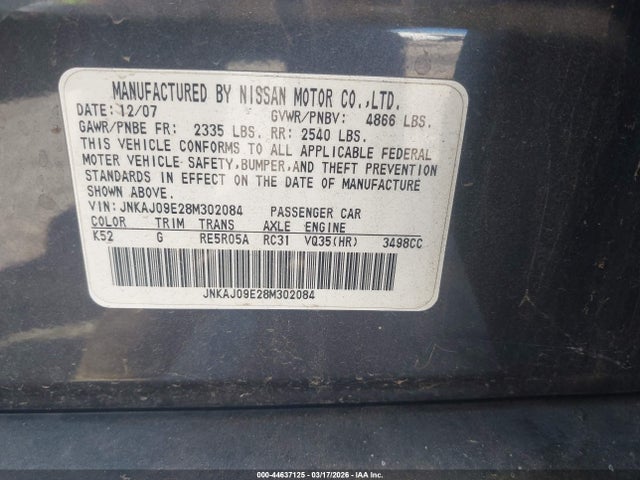 MANUFACTURED BY NISSAN MOTOR CO.,LTD.
DATE: 12/07 GVWR/PNBV: 4866 LBS.
GAWR/PNBE FR: 2335 LBS. RR: 2540 LBS.
THIS VEHICLE CONFORMS TO ALL APPLICABLE FEDERAL
MOTER VEHICLE SAFETY,BUMPER,AND THEFT PREVENTION
STANDARDS IN EFFECT ON THE DATE OF MANUFACTURE
SHOWN ABOVE.
VIN: JNKAJ09E28M302084 PASSENGER CAR
COLOR TRIM TRANS AXLE ENGINE
K52 G RE5R05A RC31 VQ35(HR) 3498CC
JNKAJ09E28M302084
000-44637125 - 03/17/2026 - IAA Inc.